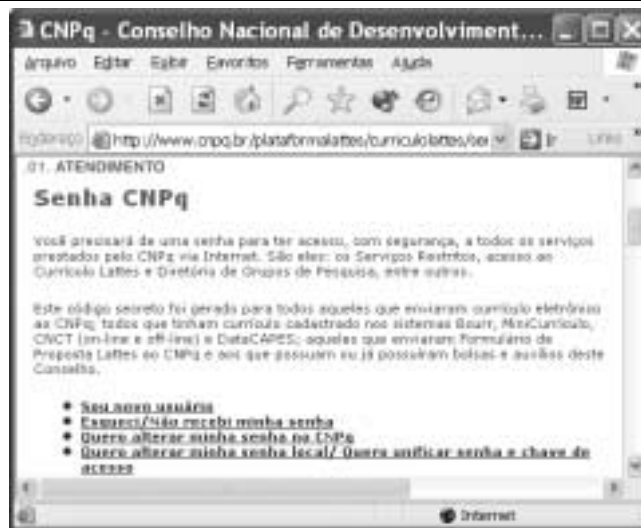 CNPq - Conselho Nacional de Desenvolviment...
Arquivo Editar Exibir Favoritos Ferramentas Ajuda
Endereço http://www.cnpq.br/plataformalattes/curriculolattes/sen Ir Links
01. ATENDIMENTO
Senha CNPq
Você precisará de uma senha para ter acesso, com segurança, a todos os serviços
prestados pelo CNPq via Internet. São eles: os Serviços Restritos, acesso ao
Currículo Lattes e Diretório de Grupos de Pesquisa, entre outros.
Este código secreto foi gerado para todos aqueles que enviaram currículo eletrônico
ao CNPq; todos que tinham currículo cadastrado nos sistemas Bcurr, MiniCurrículo,
CNCT (on-line e off-line) e DataCAPES; aqueles que enviaram Formulário de
Proposta Lattes ao CNPq e aos que possuam ou já possuíram bolsas e auxílios deste
Conselho.
Sou novo usuário
Esqueci/Não recebi minha senha
Quero alterar minha senha no CNPq
Quero alterar minha senha local/ Quero unificar senha e chave de
acesso
Internet